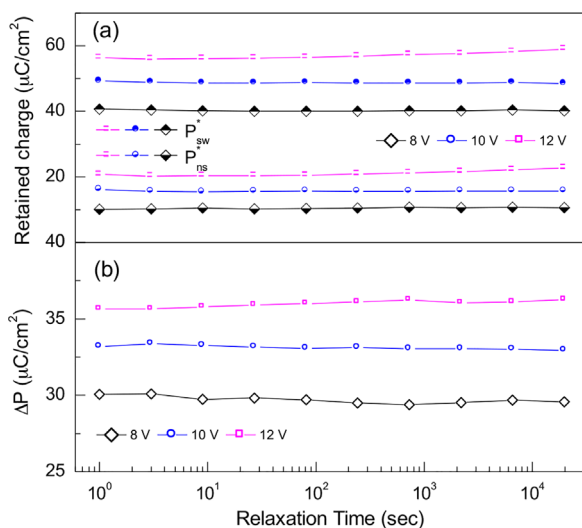 (a)
Retained charge (μC/cm²)
60
40
20
40
P*sw
P*ns
8 V 10 V 12 V
(b)
ΔP (μC/cm²)
35
30
25
8 V 10 V 12 V
10⁰ 10¹ 10² 10³ 10⁴
Relaxation Time (sec)